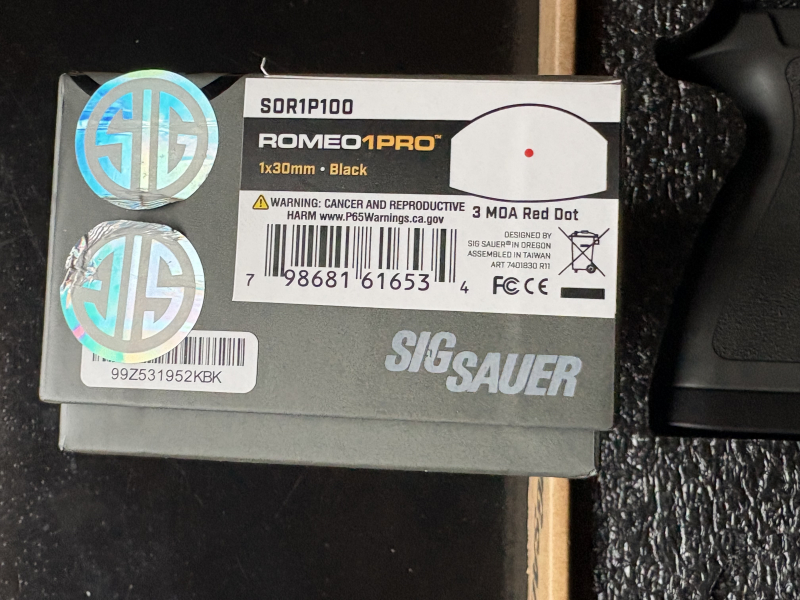 SIG
SOR1P100
ROMEO1PRO™
1x30mm • Black
⚠WARNING: CANCER AND REPRODUCTIVE
HARM www.P65Warnings.ca.gov
3 MOA Red Dot
DESIGNED BY
SIG SAUER® IN OREGON
ASSEMBLED IN TAIWAN
ART 7401830 R11
7 98681 61653 4
FC CE
SIG
99Z531952KBK
SIG SAUER